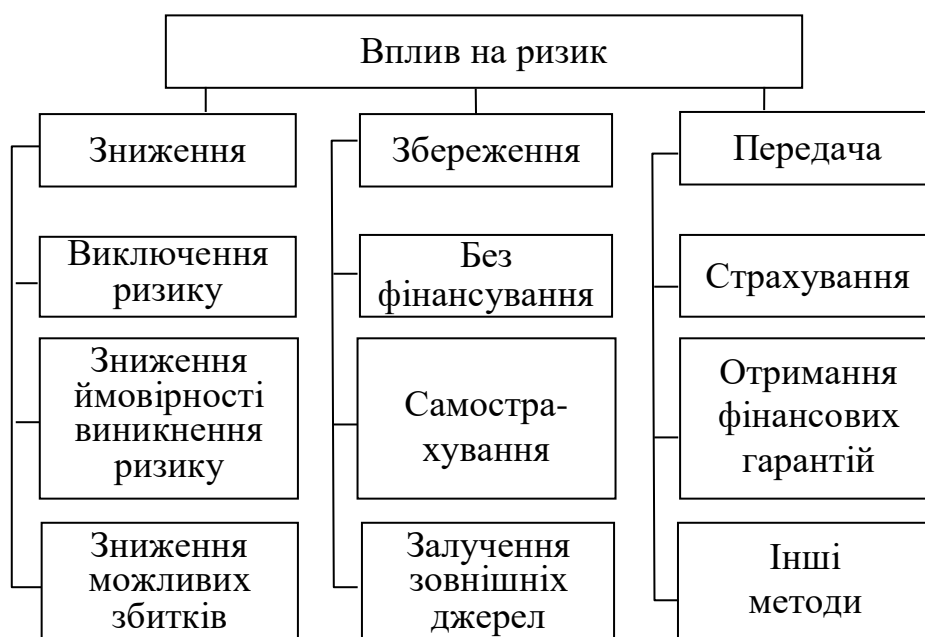 Вплив на ризик
Зниження
Збереження
Передача
Виключення
ризику
Без
фінансування
Страхування
Зниження
ймовірності
виникнення
ризику
Самостра-
хування
Отримання
фінансових
гарантій
Зниження
можливих
збитків
Залучення
зовнішніх
джерел
Інші
методи